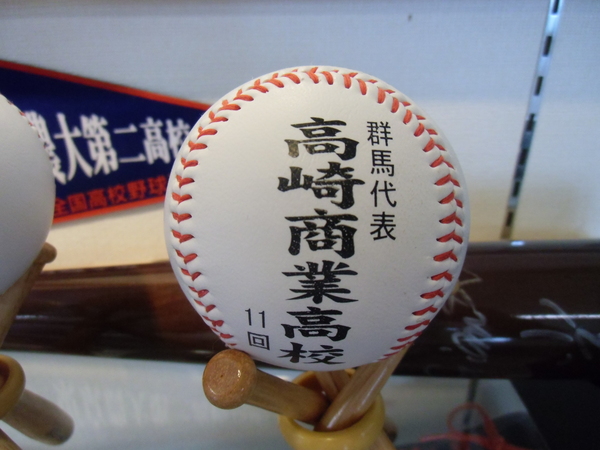 群馬代表
高崎商業高校
11回
農大第二高校
全国高校野球